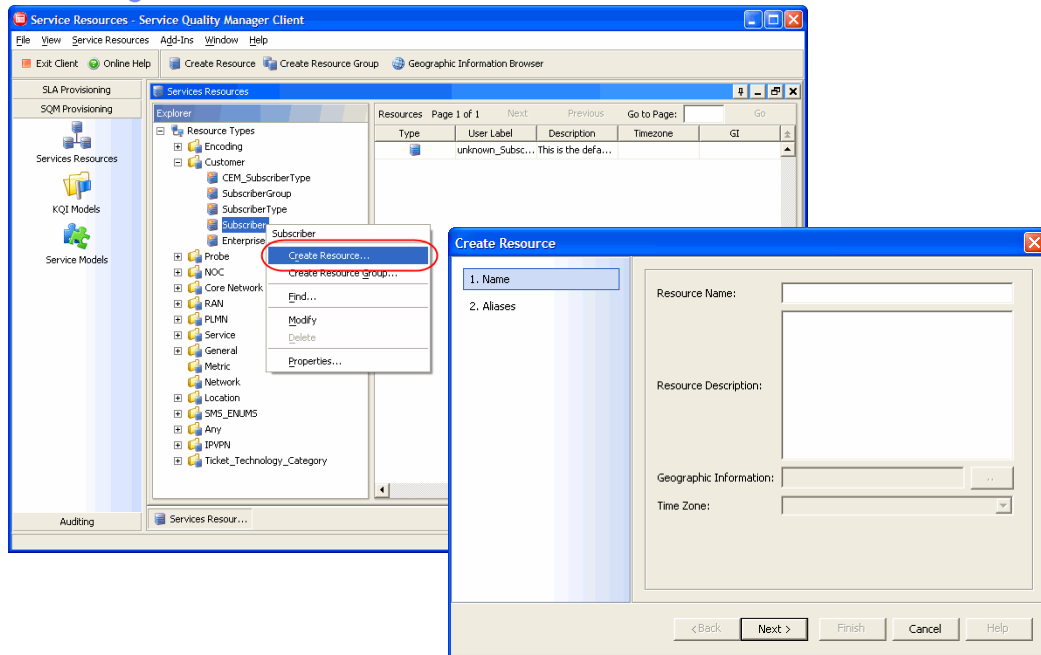 Service Resources - Service Quality Manager Client
File View Service Resources Add-Ins Window Help
Exit Client Online Help Create Resource Create Resource Group Geographic Information Browser
SLA Provisioning
SQM Provisioning
Services Resources
KQI Models
Service Models
Auditing
Services Resources
Explorer
Resource Types
Encoding
Customer
CEM_SubscriberType
SubscriberGroup
SubscriberType
Subscriber
Enterprise
Probe
NOC
Core Network
RAN
PLMN
Service
General
Metric
Network
Location
SMS_ENUMS
Any
IPVPN
Ticket_Technology_Category
Resources Page 1 of 1 Next Previous Go to Page: Go
Type User Label Description Timezone GI
unknown_Subsc... This is the defa...
Subscriber
Create Resource...
Create Resource Group...
Find...
Modify
Delete
Properties...
Services Resour...
Create Resource
1. Name
2. Aliases
Resource Name:
Resource Description:
Geographic Information:
..
Time Zone:
<Back Next > Finish Cancel Help